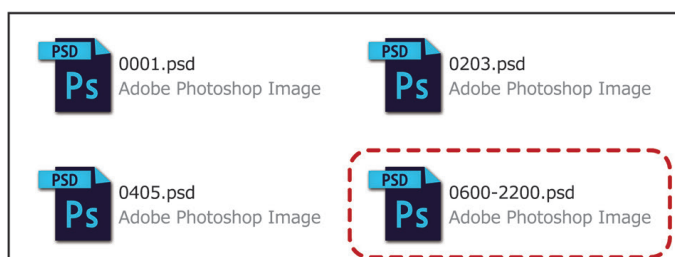 PSD
Ps
0001.psd
Adobe Photoshop Image
PSD
Ps
0203.psd
Adobe Photoshop Image
PSD
Ps
0405.psd
Adobe Photoshop Image
PSD
Ps
0600-2200.psd
Adobe Photoshop Image